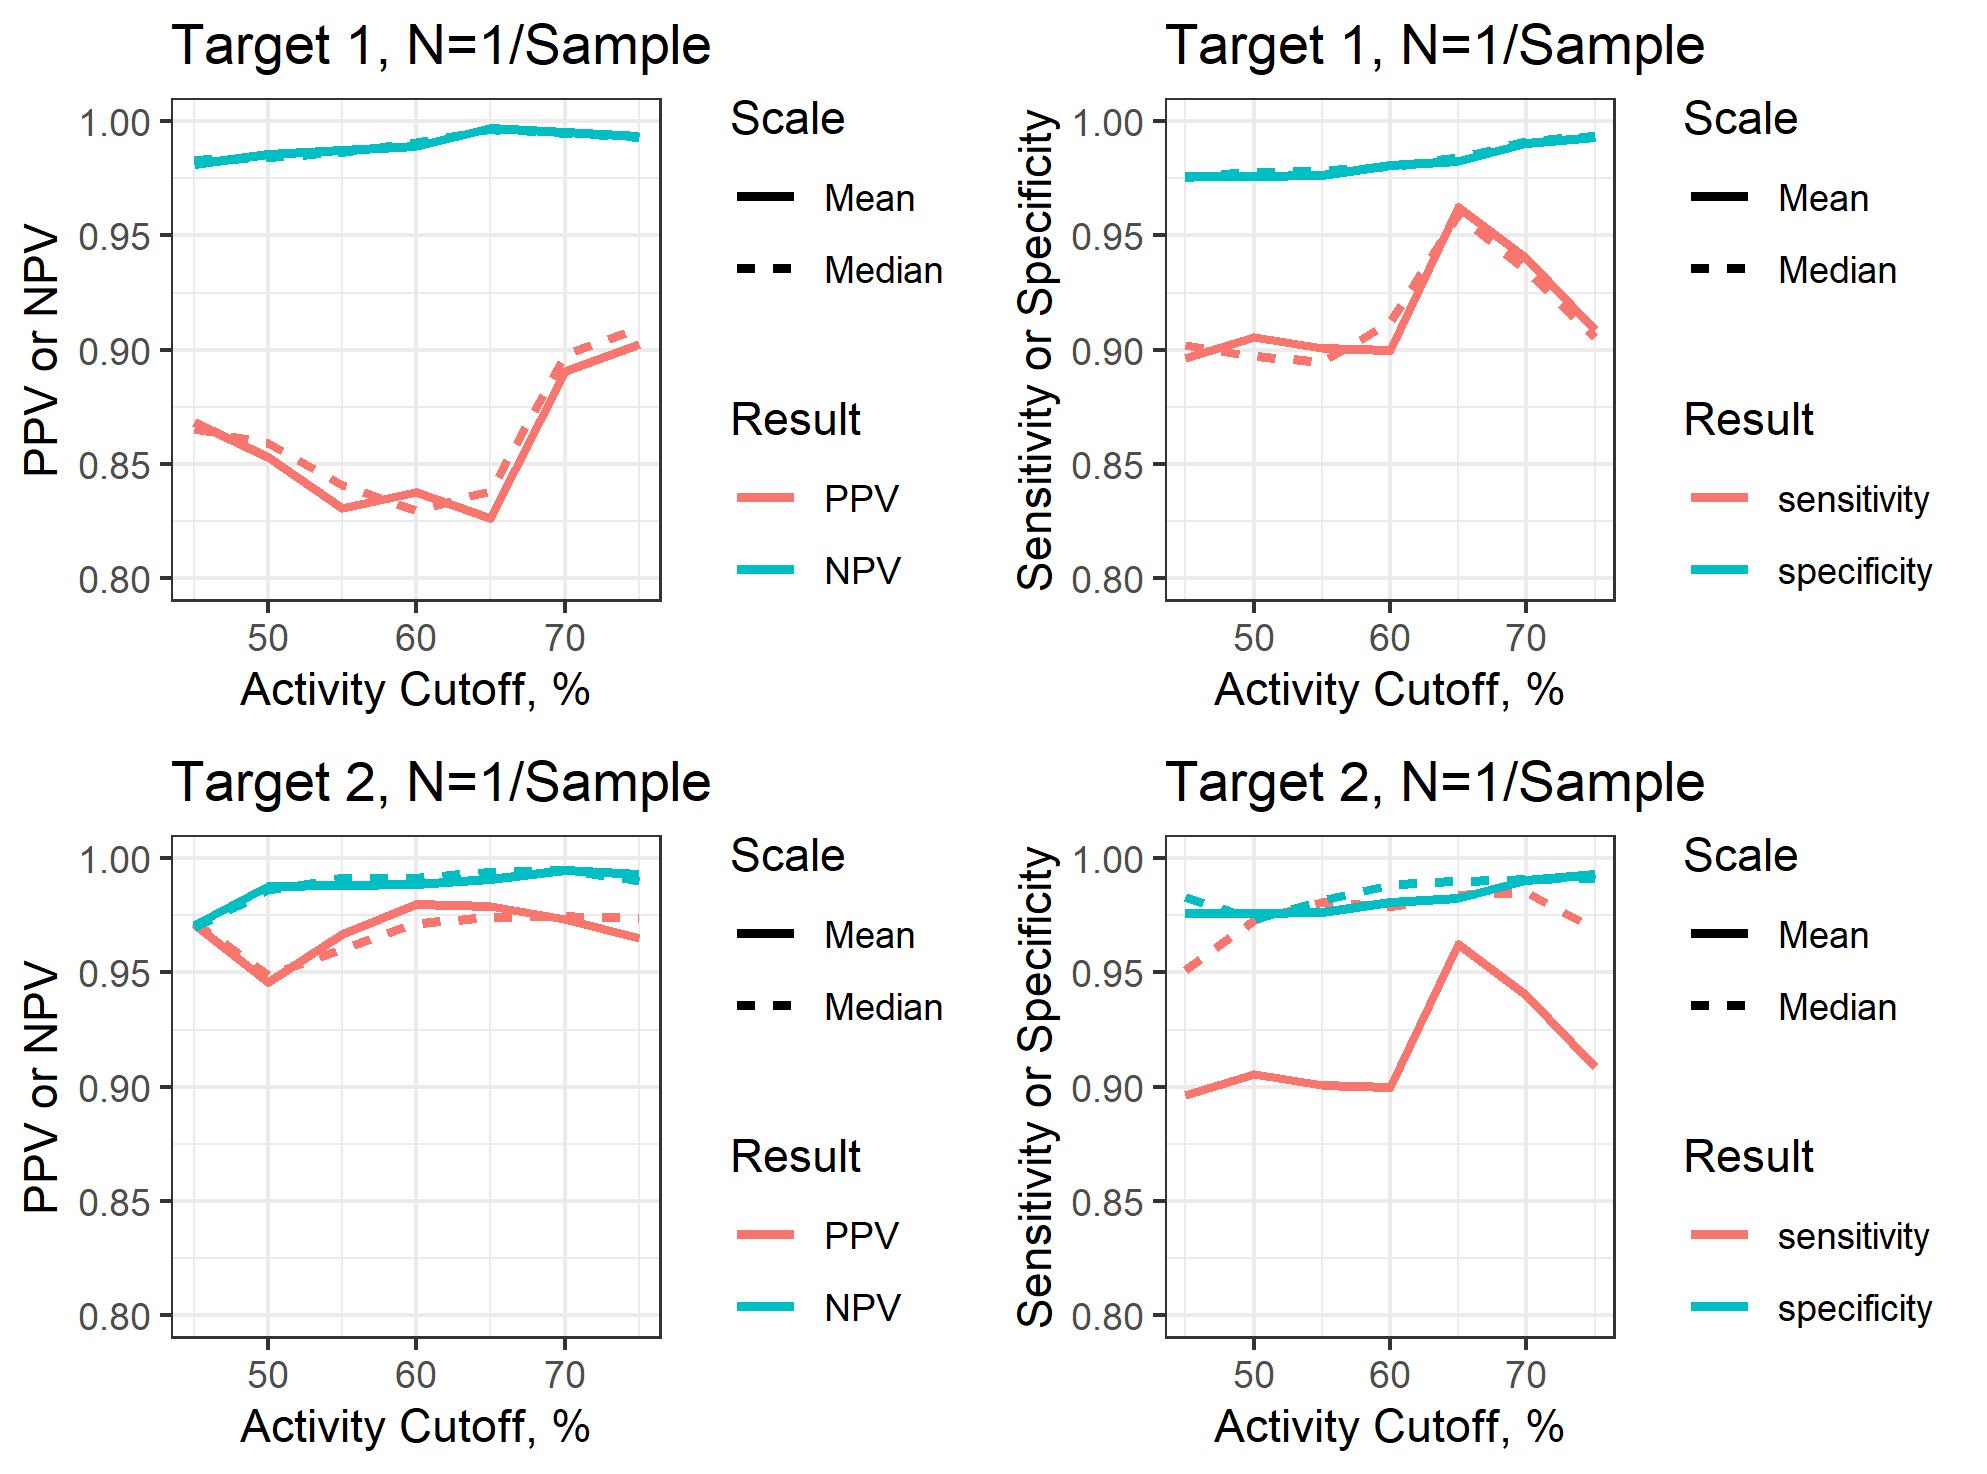 Target 1, N=1/Sample
PPV or NPV
1.00
0.95
0.90
0.85
0.80
50 60 70
Activity Cutoff, %
Scale
Mean
Median
Result
PPV
NPV
Target 1, N=1/Sample
Sensitivity or Specificity
1.00
0.95
0.90
0.85
0.80
50 60 70
Activity Cutoff, %
Scale
Mean
Median
Result
sensitivity
specificity
Target 2, N=1/Sample
PPV or NPV
1.00
0.95
0.90
0.85
0.80
50 60 70
Activity Cutoff, %
Scale
Mean
Median
Result
PPV
NPV
Target 2, N=1/Sample
Sensitivity or Specificity
1.00
0.95
0.90
0.85
0.80
50 60 70
Activity Cutoff, %
Scale
Mean
Median
Result
sensitivity
specificity